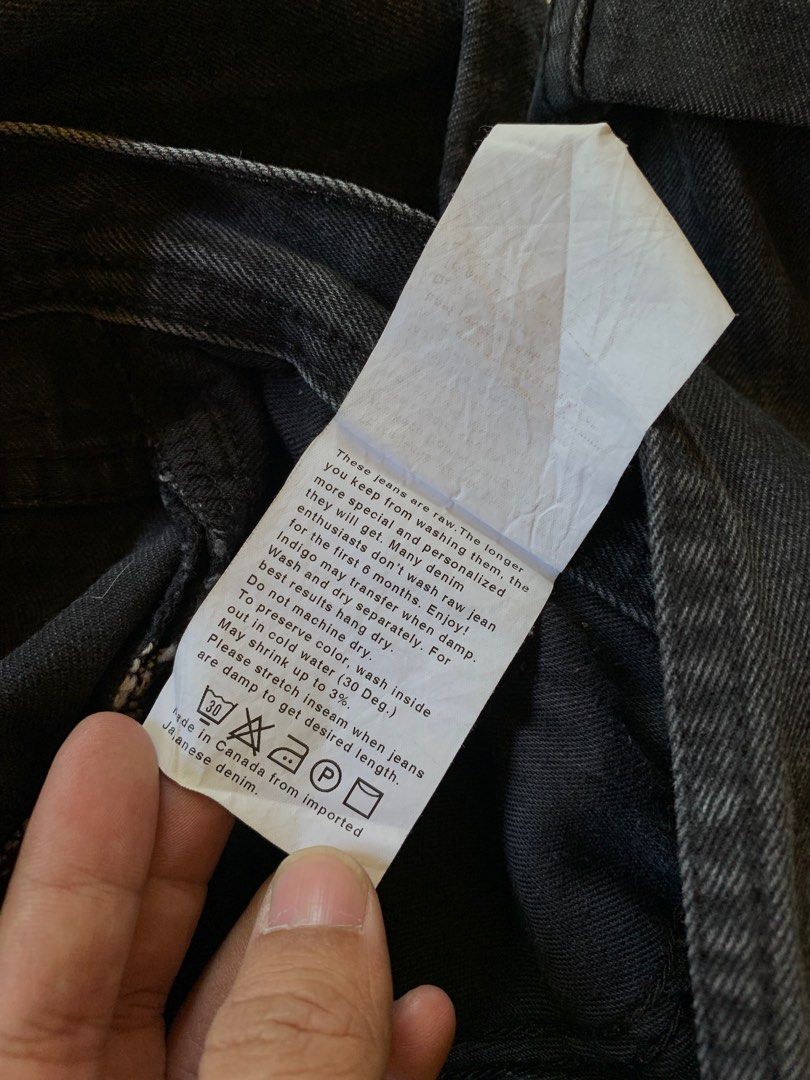 These jeans are raw. The longer
you keep from washing them, the
more special and personalized
they will get. Many denim
enthusiasts don't wash raw jean
for the first 6 months. Enjoy!
Indigo may transfer when damp.
Wash and dry separately. For
best results hang dry.
Do not machine dry.
To preserve color, wash inside
out in cold water (30 Deg.)
May shrink up to 3%.
Please stretch inseam when jeans
are damp to get desired length.
30 P
Made in Canada from imported
Japanese denim.